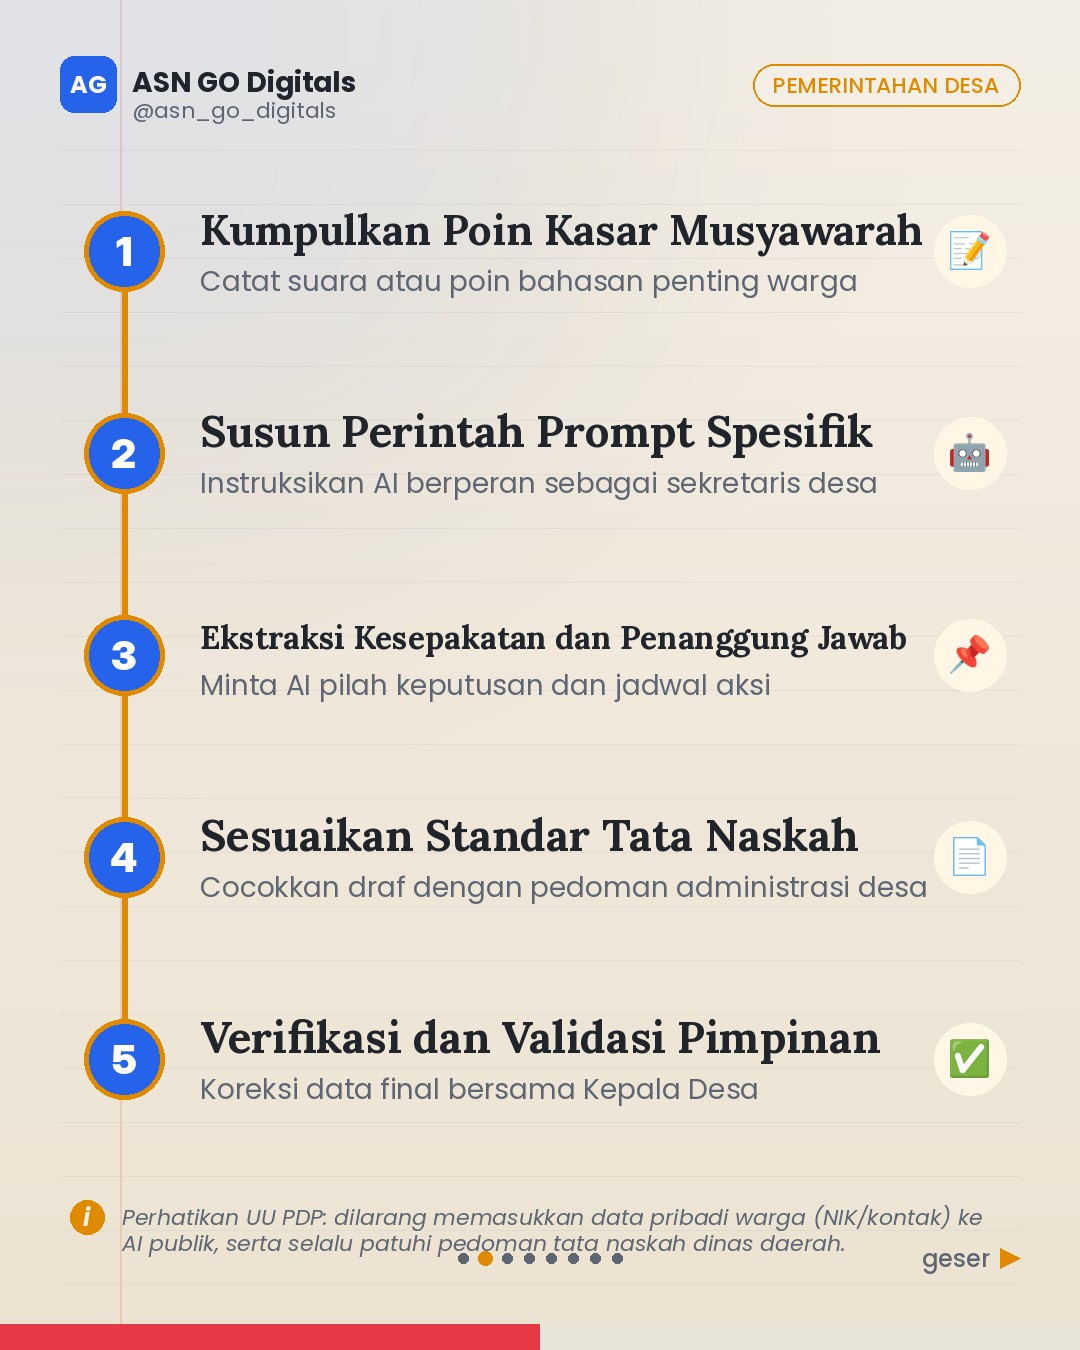 AG
ASN GO Digitals
@asn_go_digitals
PEMERINTAHAN DESA
1
Kumpulkan Poin Kasar Musyawarah
Catat suara atau poin bahasan penting warga
2
Susun Perintah Prompt Spesifik
Instruksikan AI berperan sebagai sekretaris desa
3
Ekstraksi Kesepakatan dan Penanggung Jawab
Minta AI pilah keputusan dan jadwal aksi
4
Sesuaikan Standar Tata Naskah
Cocokkan draf dengan pedoman administrasi desa
5
Verifikasi dan Validasi Pimpinan
Koreksi data final bersama Kepala Desa
i
Perhatikan UU PDP: dilarang memasukkan data pribadi warga (NIK/kontak) ke
AI publik, serta selalu patuhi pedoman tata naskah dinas daerah.
geser